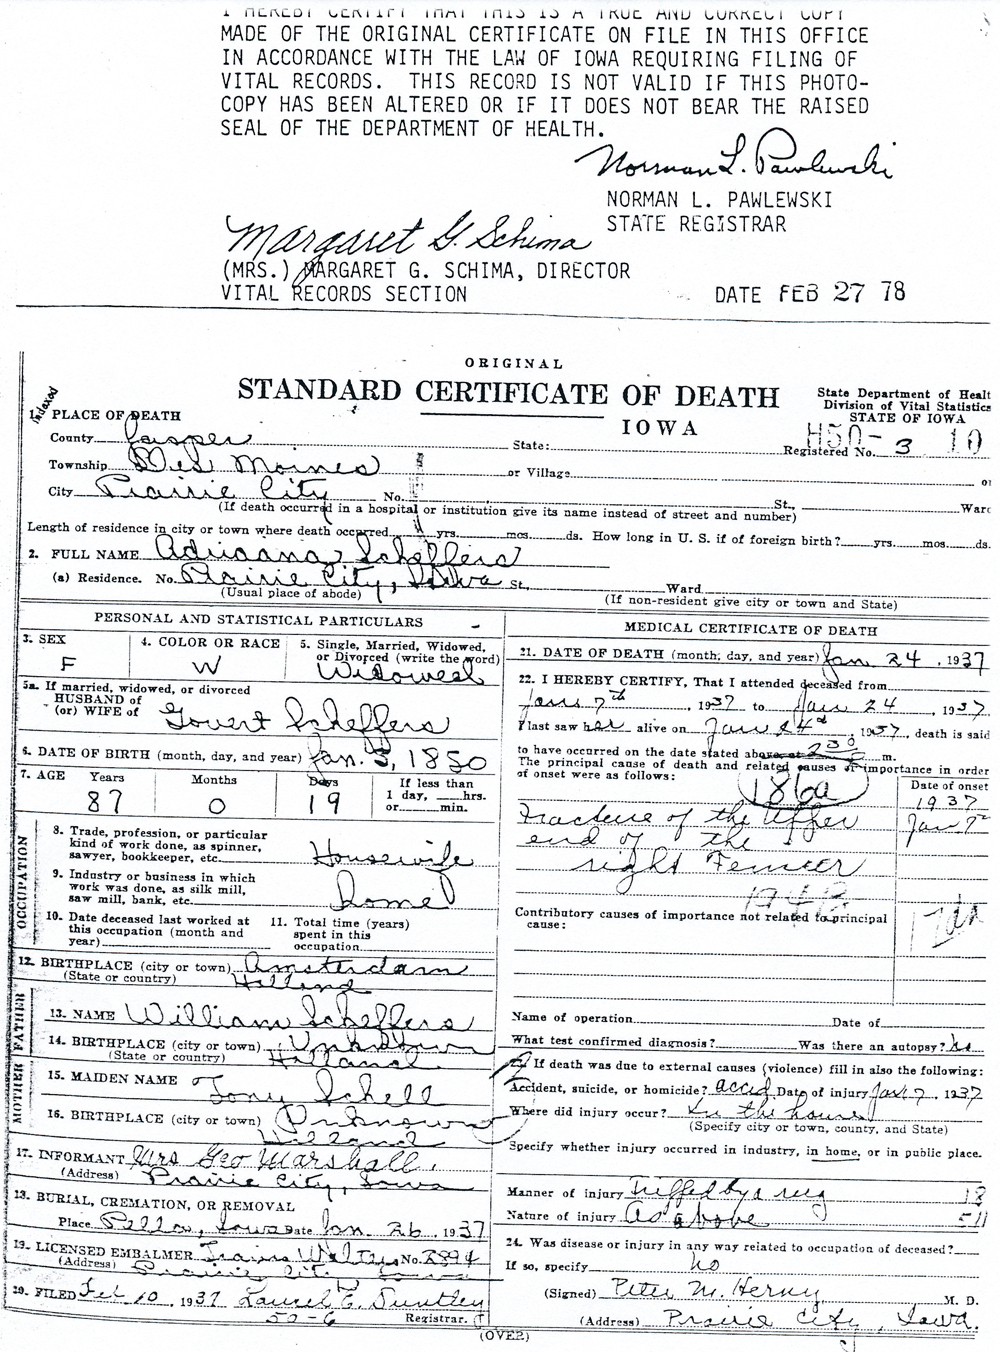 I HEREBY CERTIFY THAT THIS IS A TRUE AND CORRECT COPY
MADE OF THE ORIGINAL CERTIFICATE ON FILE IN THIS OFFICE
IN ACCORDANCE WITH THE LAW OF IOWA REQUIRING FILING OF
VITAL RECORDS. THIS RECORD IS NOT VALID IF THIS PHOTO-
COPY HAS BEEN ALTERED OR IF IT DOES NOT BEAR THE RAISED
SEAL OF THE DEPARTMENT OF HEALTH.
Norman L. Pawlewski
NORMAN L. PAWLEWSKI
STATE REGISTRAR
Margaret G. Schima
(MRS.) MARGARET G. SCHIMA, DIRECTOR
VITAL RECORDS SECTION
DATE FEB 27 78
ORIGINAL
STANDARD CERTIFICATE OF DEATH
IOWA
State Department of Healt
Division of Vital Statistics
STATE OF IOWA
H50-3 10
Registered No.
Indexed
1. PLACE OF DEATH
County Jasper State:
Township Des Moines or Village
City Prairie City No. St., Ward
(If death occurred in a hospital or institution give its name instead of street and number)
Length of residence in city or town where death occurred yrs. mos. ds. How long in U. S. if of foreign birth? yrs. mos. ds.
2. FULL NAME Adriaana Scheffers
(a) Residence. No. Prairie City, Iowa St., Ward
(Usual place of abode) (If non-resident give city or town and State)
PERSONAL AND STATISTICAL PARTICULARS
3. SEX F
4. COLOR OR RACE W
5. Single, Married, Widowed, or Divorced (write the word) Widowed
5a. If married, widowed, or divorced
HUSBAND of
(or) WIFE of Govert Scheffers
6. DATE OF BIRTH (month, day, and year) Jan. 5, 1850
7. AGE Years Months Days If less than
87 0 19 1 day, hrs.
or min.
OCCUPATION
8. Trade, profession, or particular
kind of work done, as spinner,
sawyer, bookkeeper, etc. Housewife
9. Industry or business in which
work was done, as silk mill,
saw mill, bank, etc. Home
10. Date deceased last worked at
this occupation (month and
year)
11. Total time (years)
spent in this
occupation
12. BIRTHPLACE (city or town) Amsterdam
(State or country) Holland
FATHER
13. NAME William Scheffers
14. BIRTHPLACE (city or town) Unknown
(State or country) Holland
MOTHER
15. MAIDEN NAME Tony Schell
16. BIRTHPLACE (city or town) Unknown
Holland
17. INFORMANT Mrs Geo Marshall.
(Address) Prairie City, Iowa
18. BURIAL, CREMATION, OR REMOVAL
Place Pella, Iowa Date Jan 26, 1937
19. LICENSED EMBALMER No. 2894
(Address) Prairie City Iowa
20. FILED Feb 10, 1937 Laurel E. Duntley
50-6 Registrar.
MEDICAL CERTIFICATE OF DEATH
21. DATE OF DEATH (month, day, and year) Jan 24, 1937
22. I HEREBY CERTIFY, That I attended deceased from
Jan 7th, 1937 to Jan 24, 1937
I last saw her alive on Jan 24, 1937, death is said
to have occurred on the date stated above, at 2 30 m.
The principal cause of death and related causes of importance in order
of onset were as follows:
186a
Date of onset
1937
Fracture of the Upper Jan 7th
end of the
right Femur
Contributory causes of importance not related to principal
cause:
Name of operation Date of
What test confirmed diagnosis? Was there an autopsy? No
23. If death was due to external causes (violence) fill in also the following:
Accident, suicide, or homicide? accid Date of injury Jan 7, 1937
Where did injury occur? In the house
(Specify city or town, county, and State)
Specify whether injury occurred in industry, in home, or in public place.
Manner of injury Tripped by a rug
Nature of injury As above
24. Was disease or injury in any way related to occupation of deceased?
If so, specify no
(Signed) Peter M. Herny M. D.
(Address) Prairie City, Iowa.
(OVER)